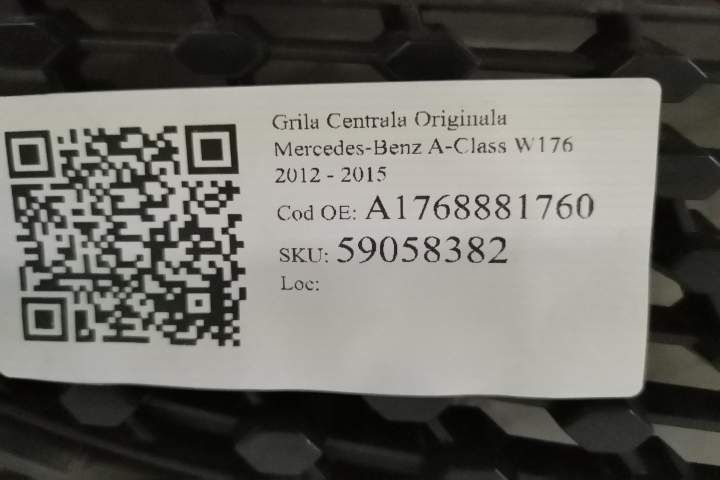 Grila Centrala Originala
Mercedes-Benz A-Class W176
2012 - 2015
Cod OE: A1768881760
SKU: 59058382
Loc: